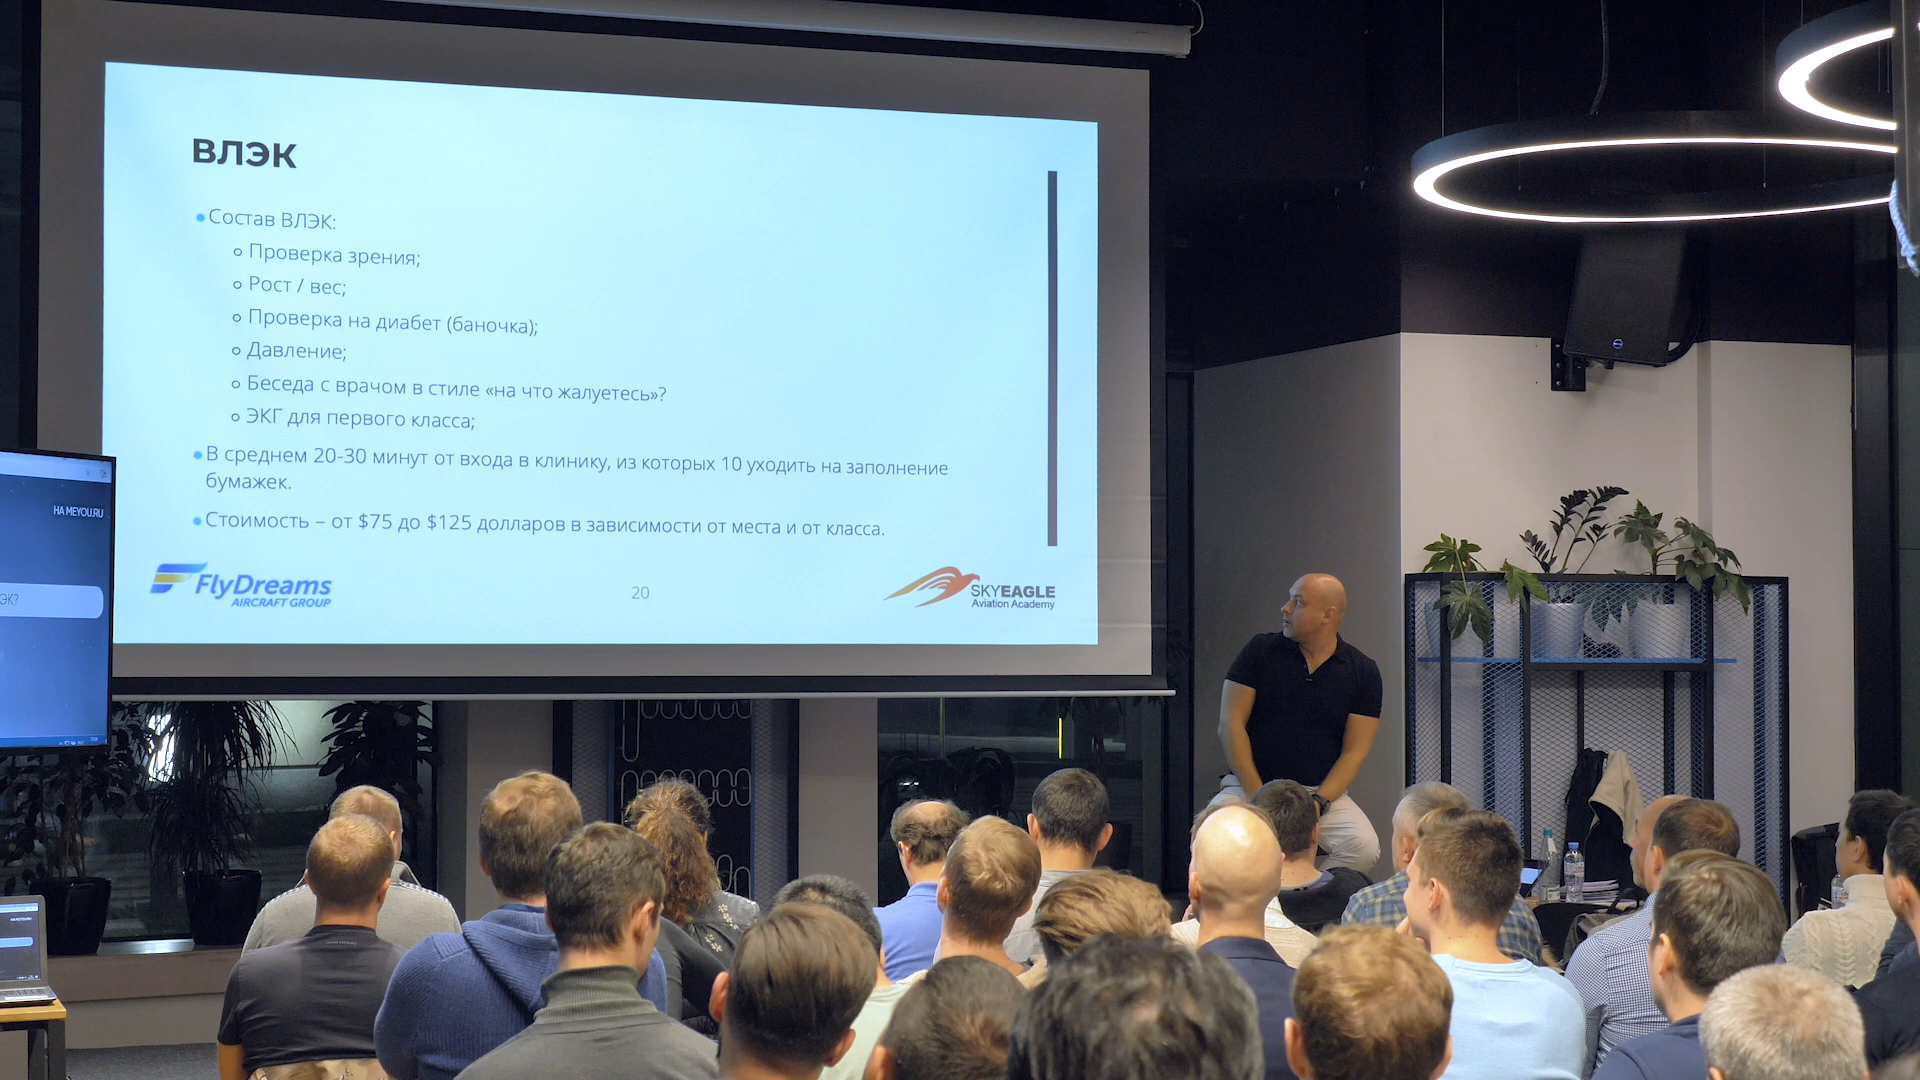 ВЛЭК
Состав ВЛЭК:
Проверка зрения;
Рост / вес;
Проверка на диабет (баночка);
Давление;
Беседа с врачом в стиле «на что жалуетесь»?
ЭКГ для первого класса;
В среднем 20-30 минут от входа в клинику, из которых 10 уходить на заполнение
бумажек.
Стоимость – от $75 до $125 долларов в зависимости от места и от класса.
FlyDreams
AIRCRAFT GROUP
20
SKYEAGLE
Aviation Academy
НА MEYOU.RU